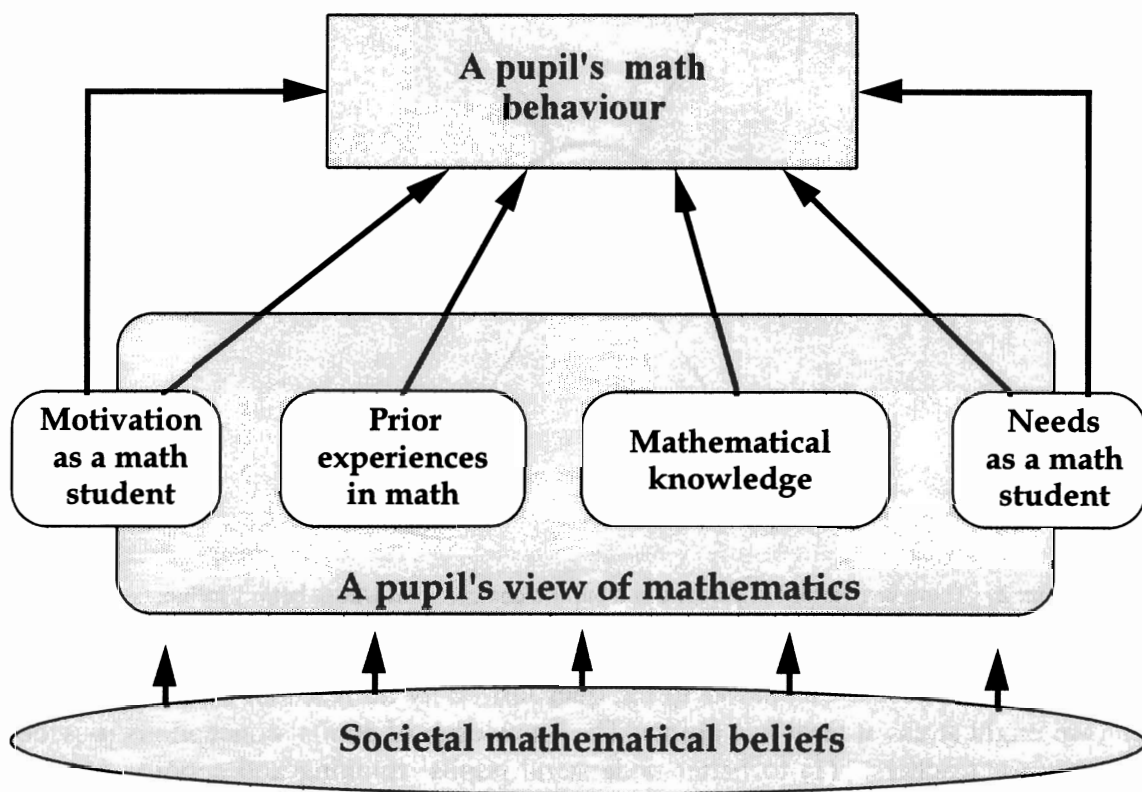 A pupil's math
behaviour
Motivation
as a math
student
Prior
experiences
in math
Mathematical
knowledge
Needs
as a math
student
A pupil's view of mathematics
Societal mathematical beliefs